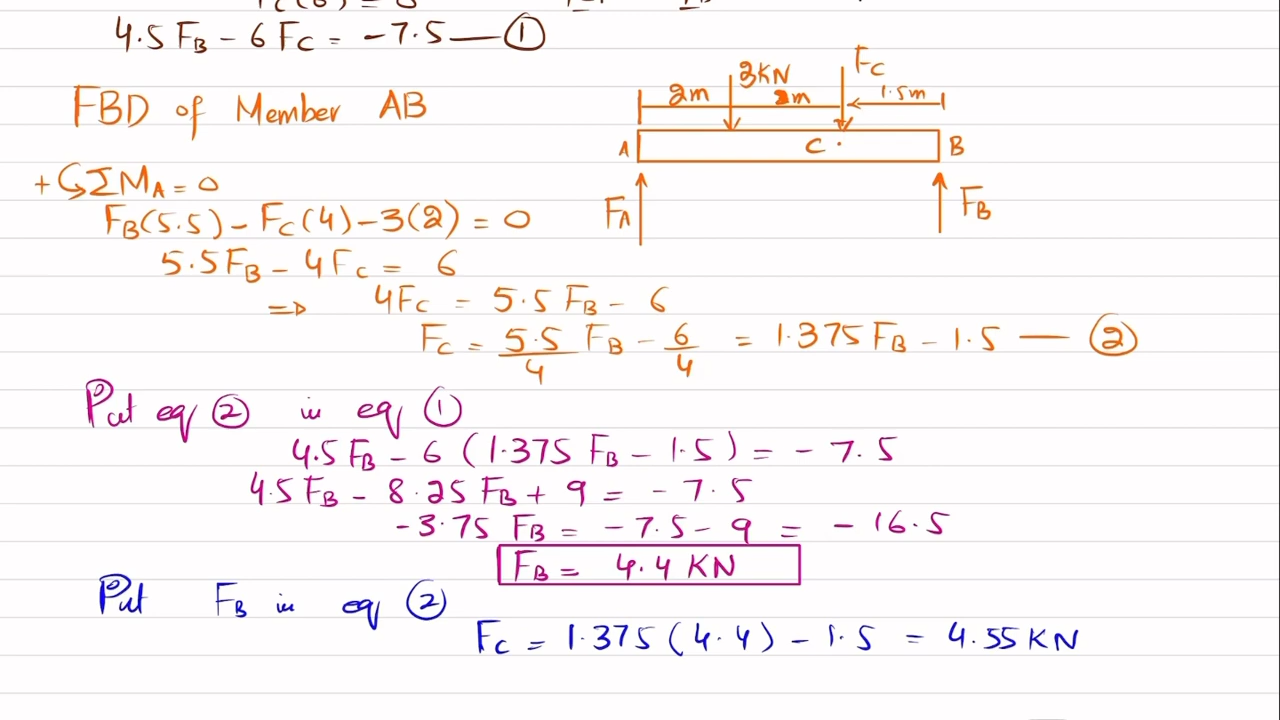 4.5 FB - 6 FC = -7.5 — ①
FBD of Member AB
2m 3KN 2m FC 1.5m
A C . B
FA FB
+ ↺ ΣMA = 0
FB(5.5) - FC(4) - 3(2) = 0
5.5 FB - 4 FC = 6
⇒ 4FC = 5.5 FB - 6
FC = 5.5/4 FB - 6/4 = 1.375 FB - 1.5 — ②
Put eq ② in eq ①
4.5 FB - 6 (1.375 FB - 1.5) = - 7.5
4.5 FB - 8.25 FB + 9 = - 7.5
-3.75 FB = - 7.5 - 9 = - 16.5
FB = 4.4 KN
Put FB in eq ②
FC = 1.375 (4.4) - 1.5 = 4.55 KN